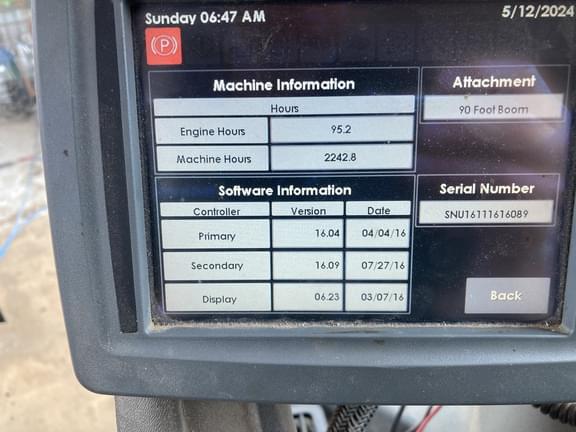 Sunday 06:47 AM 5/12/2024
P
Machine Information
Hours
Engine Hours 95.2
Machine Hours 2242.8
Attachment
90 Foot Boom
Software Information
Controller Version Date
Primary 16.04 04/04/16
Secondary 16.09 07/27/16
Display 06.23 03/07/16
Serial Number
SNU16111616089
Back